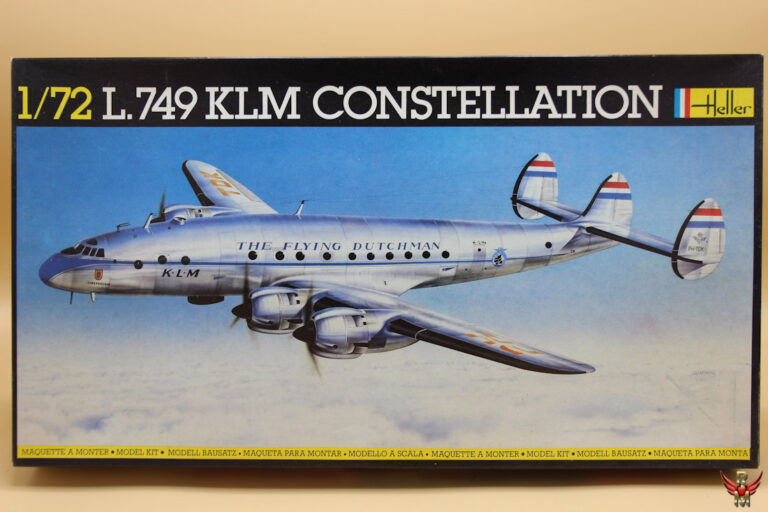 1/72 L.749 KLM CONSTELLATION Heller
THE FLYING DUTCHMAN
K·L·M
MAQUETTE A MONTER • MODEL KIT • MODELL BAUSATZ • MAQUETA PARA MONTAR • MODELLO A SCALA • MAQUETTE A MONTER • MODEL KIT • MODELL BAUSATZ • MAQUETA PARA MONTA